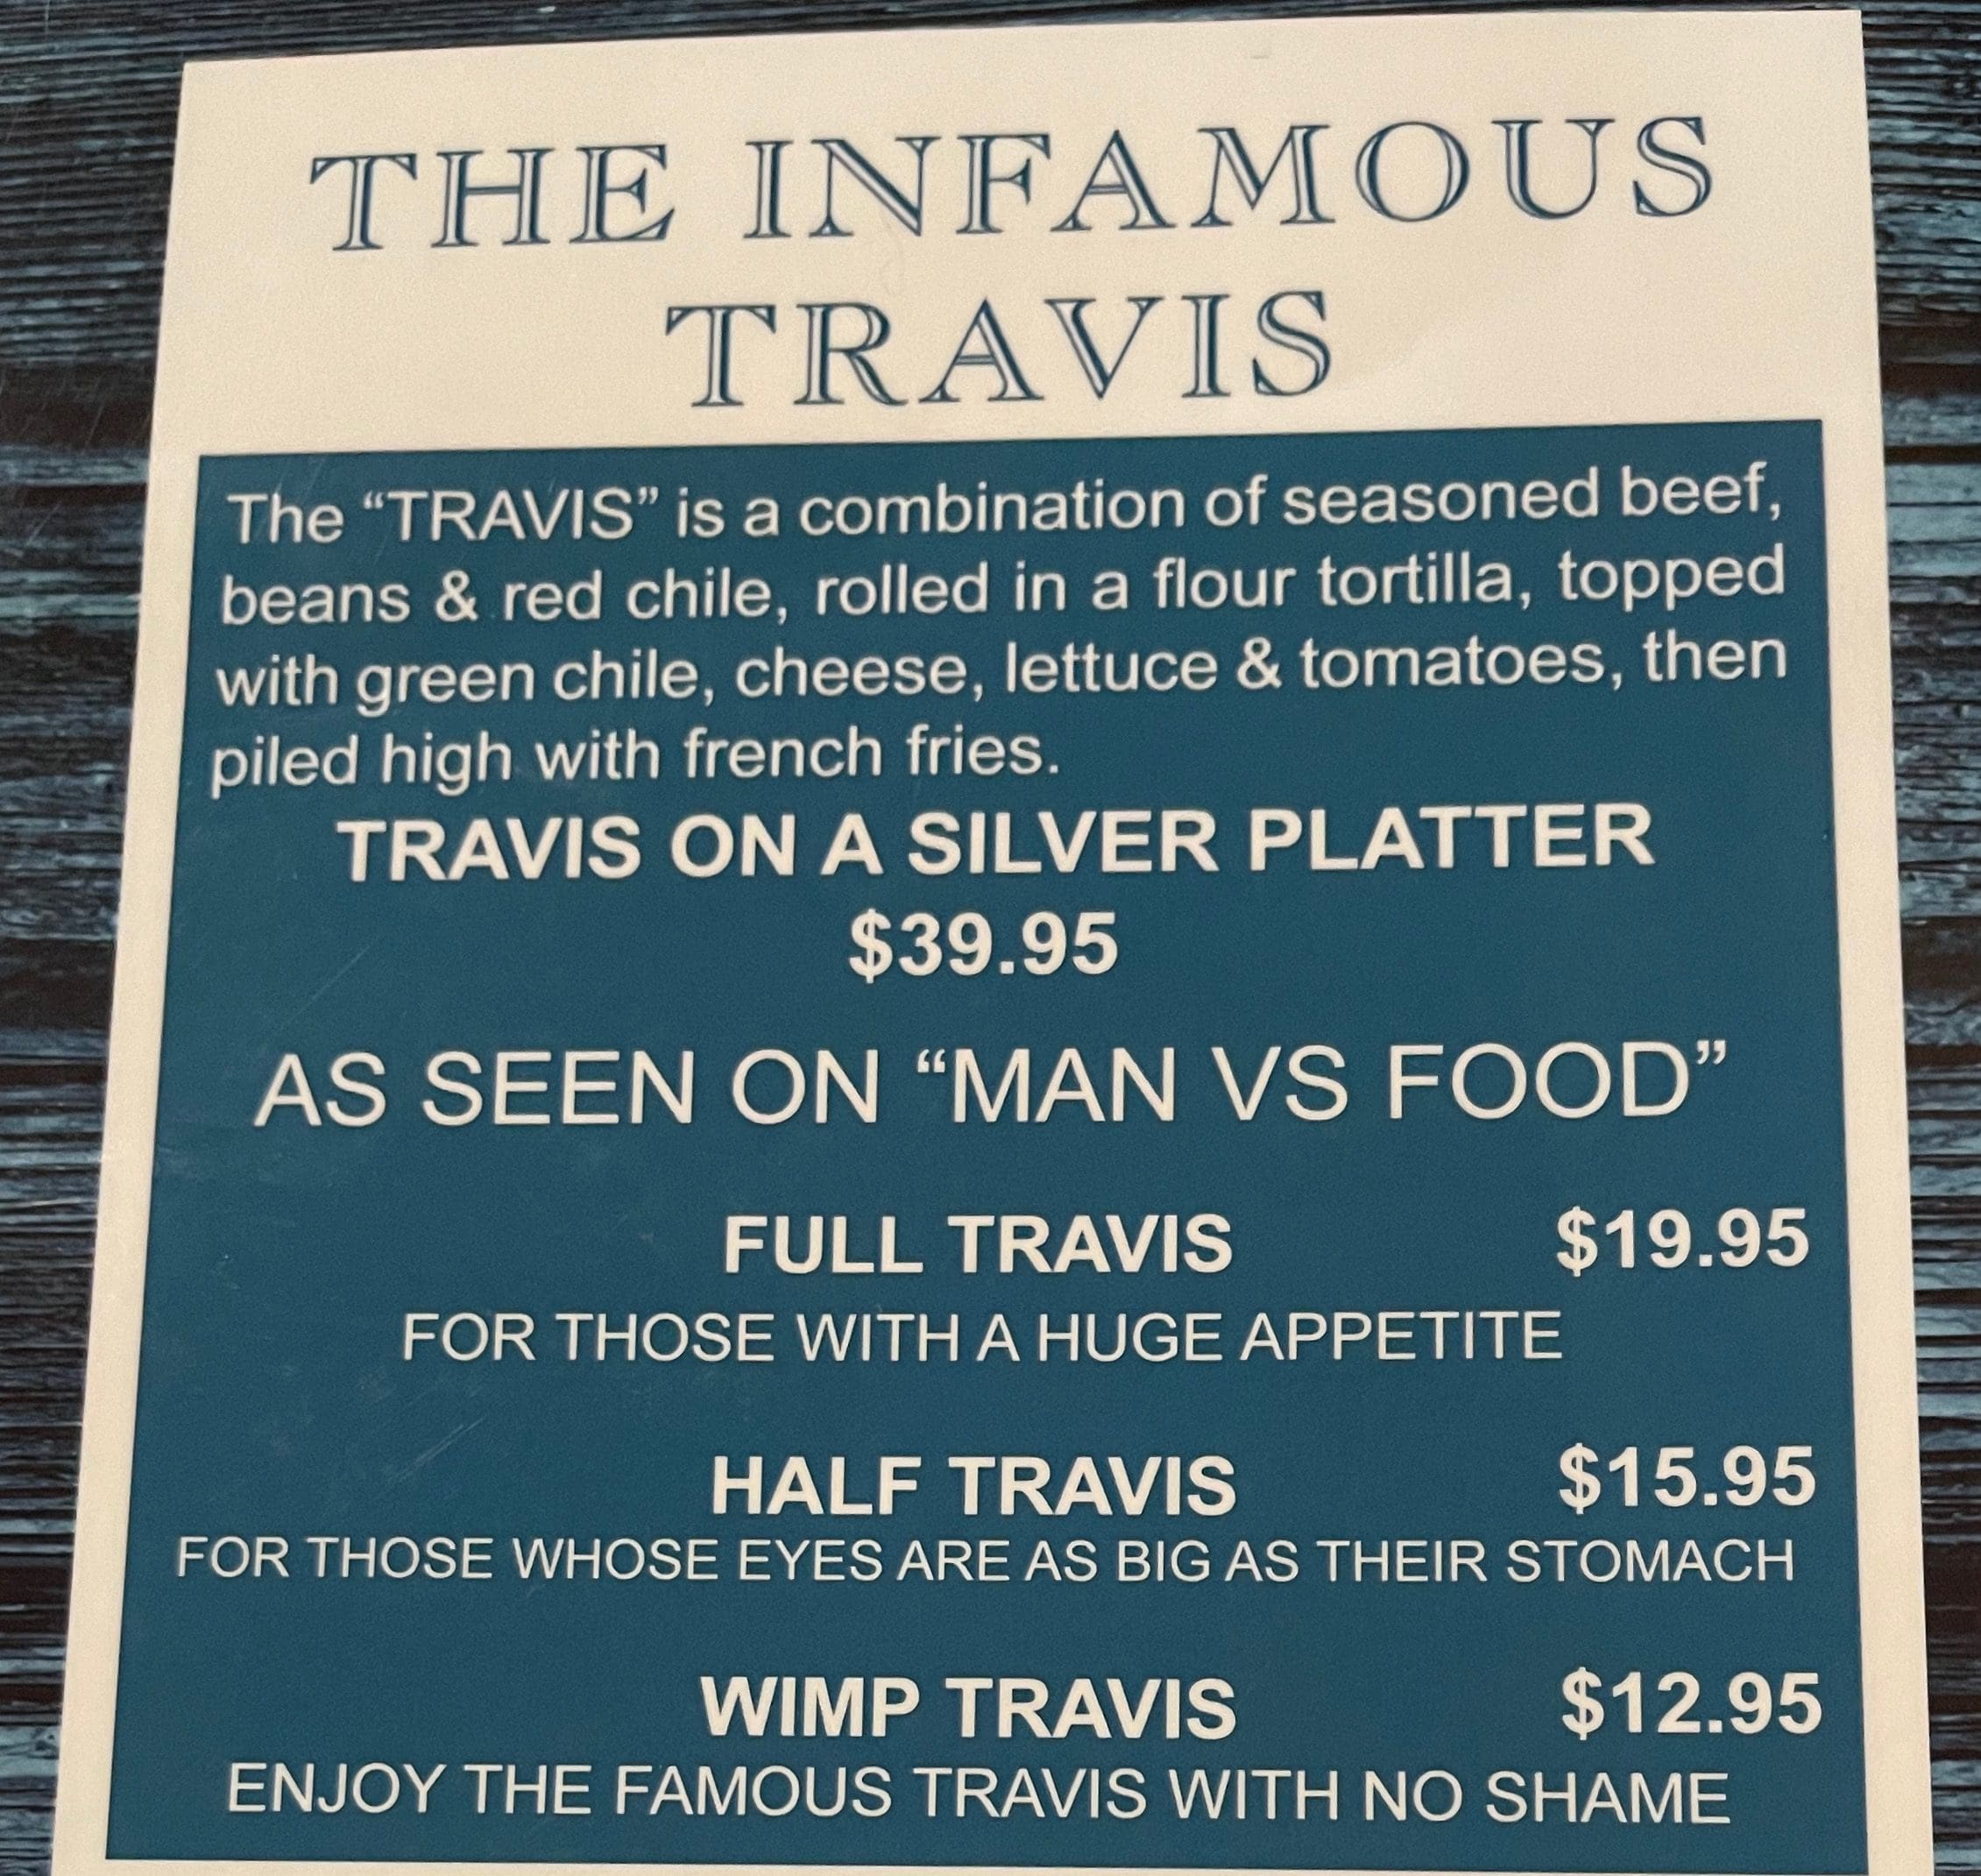 THE INFAMOUS
TRAVIS
The “TRAVIS” is a combination of seasoned beef,
beans & red chile, rolled in a flour tortilla, topped
with green chile, cheese, lettuce & tomatoes, then
piled high with french fries.
TRAVIS ON A SILVER PLATTER
$39.95
AS SEEN ON “MAN VS FOOD”
FULL TRAVIS $19.95
FOR THOSE WITH A HUGE APPETITE
HALF TRAVIS $15.95
FOR THOSE WHOSE EYES ARE AS BIG AS THEIR STOMACH
WIMP TRAVIS $12.95
ENJOY THE FAMOUS TRAVIS WITH NO SHAME